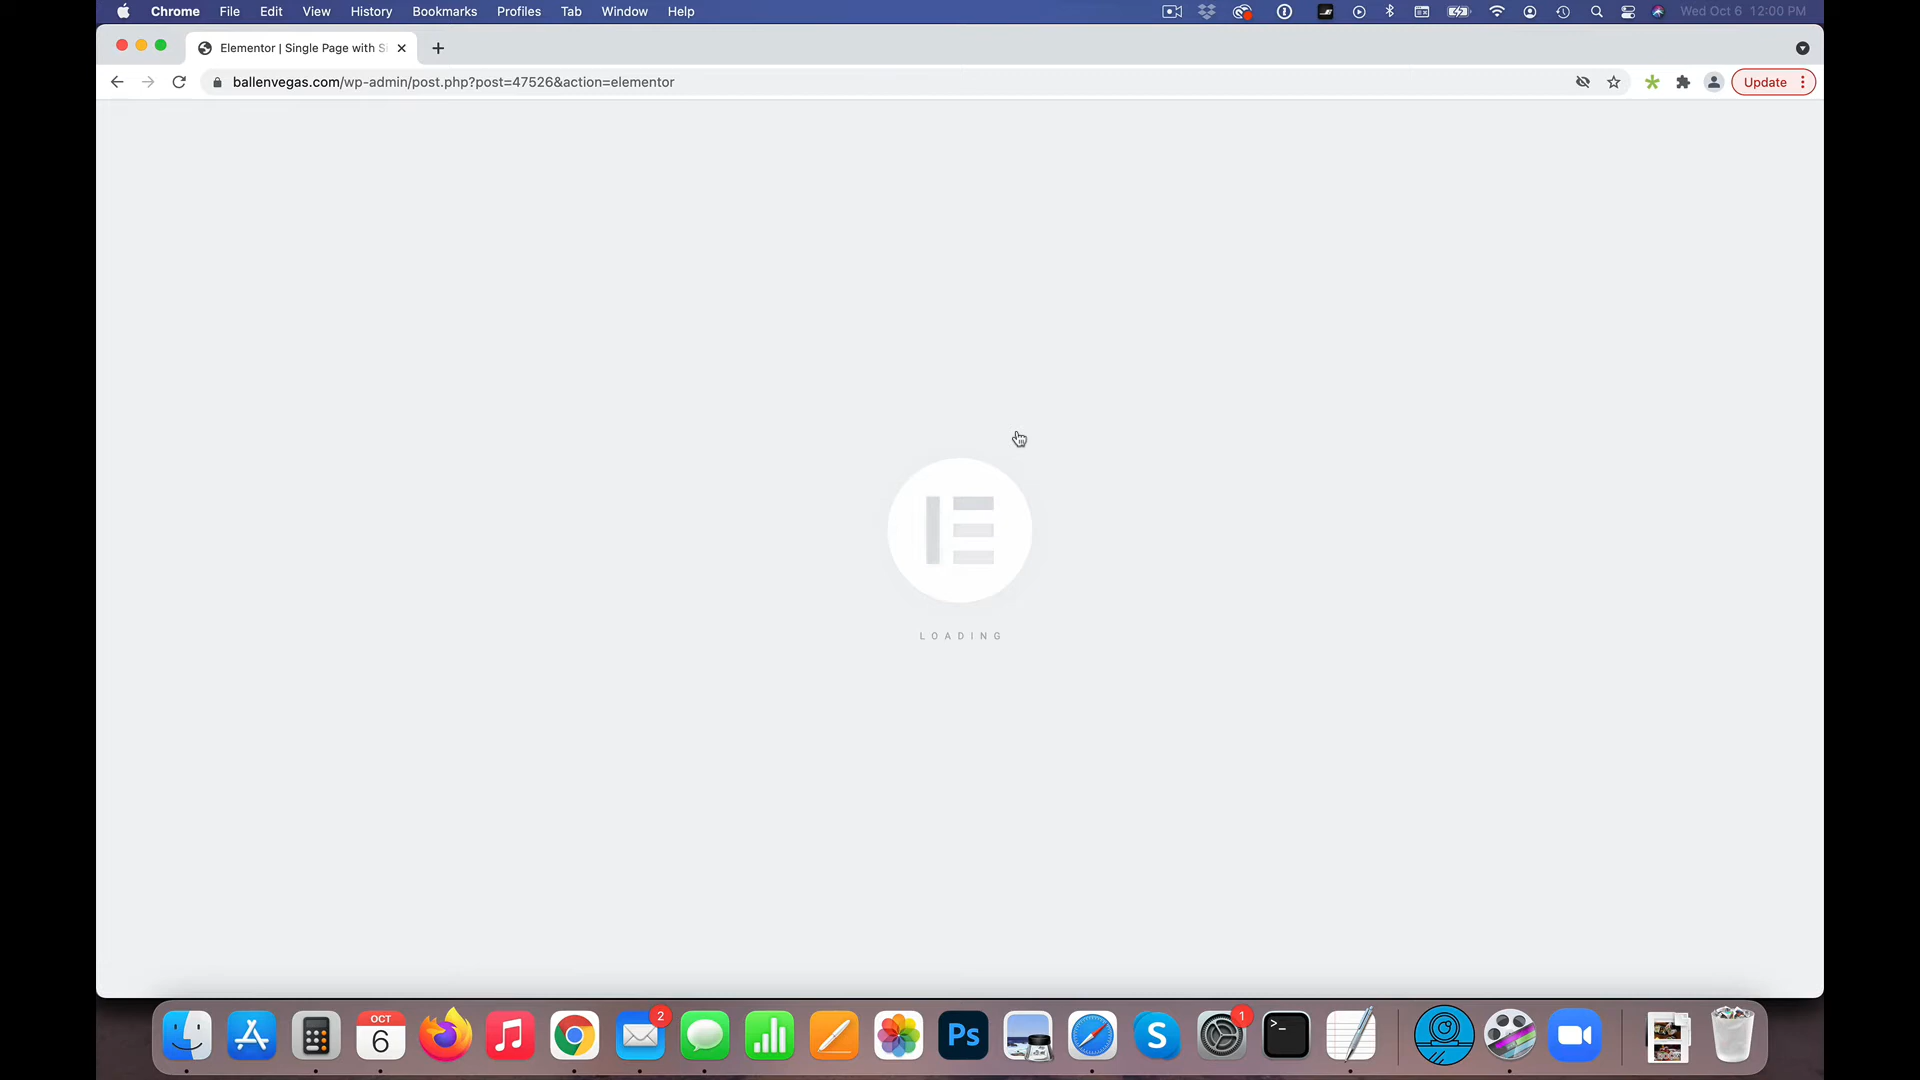 Chrome File Edit View History Bookmarks Profiles Tab Window Help Wed Oct 6 12:00 PM
Elementor | Single Page with S
ballenvegas.com/wp-admin/post.php?post=47526&action=elementor Update
LOADING
OCT
6
2
Ps
S
1
>_